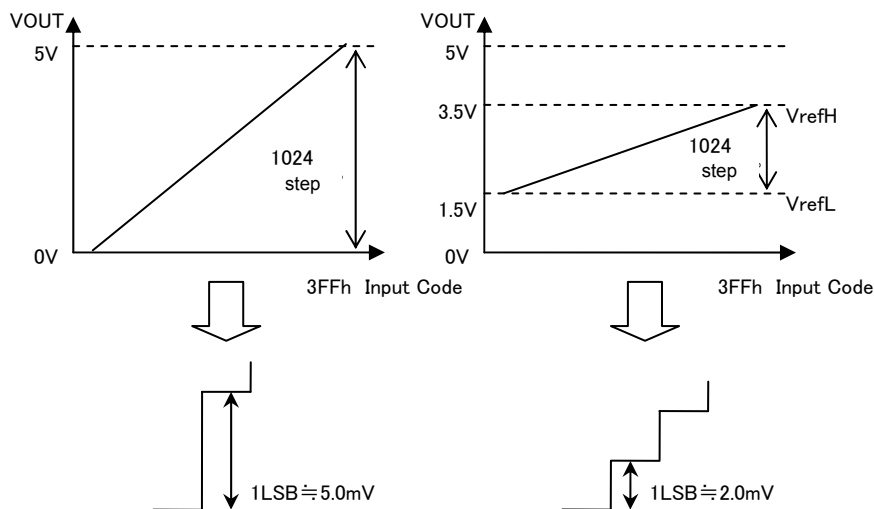 VOUT
5V
1024
step
0V
3FFh Input Code
1LSB≒5.0mV
VOUT
5V
3.5V
VrefH
1024
step
1.5V
VrefL
0V
3FFh Input Code
1LSB≒2.0mV